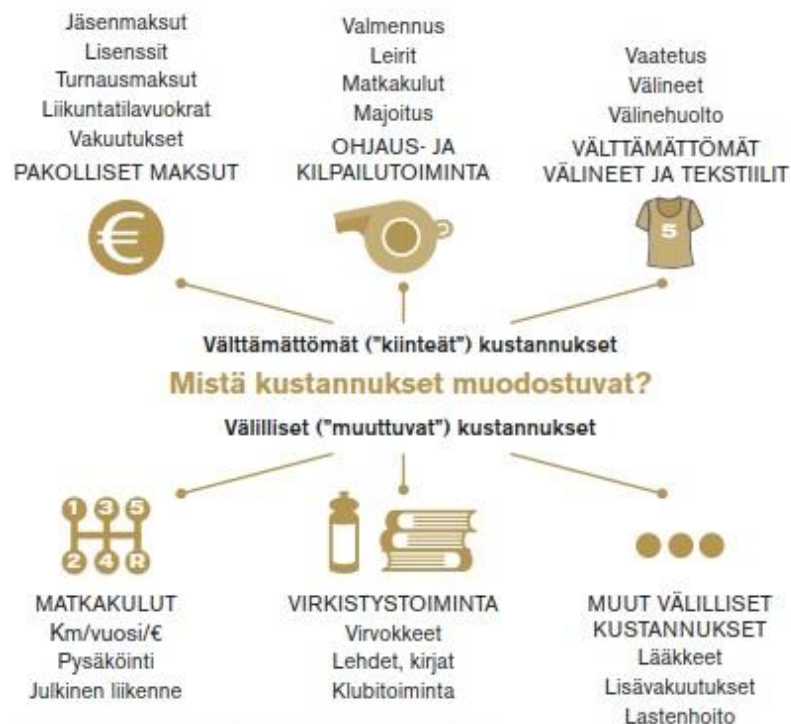 Jäsenmaksut
Lisenssit
Turnausmaksut
Liikuntatilavuokrat
Vakuutukset
PAKOLLISET MAKSUT
€
Valmennus
Leirit
Matkakulut
Majoitus
OHJAUS- JA
KILPAILUTOIMINTA
Vaatetus
Välineet
Välinehuolto
VÄLTTÄMÄTTÖMÄT
VÄLINEET JA TEKSTIILIT
5
Välttämättömät ("kiinteät") kustannukset
Mistä kustannukset muodostuvat?
Välilliset ("muuttuvat") kustannukset
1 3 5
2 4 R
MATKAKULUT
Km/vuosi/€
Pysäköinti
Julkinen liikenne
VIRKISTYSTOIMINTA
Virvokkeet
Lehdet, kirjat
Klubitoiminta
MUUT VÄLILLISET
KUSTANNUKSET
Lääkkeet
Lisävakuutukset
Lastenhoito